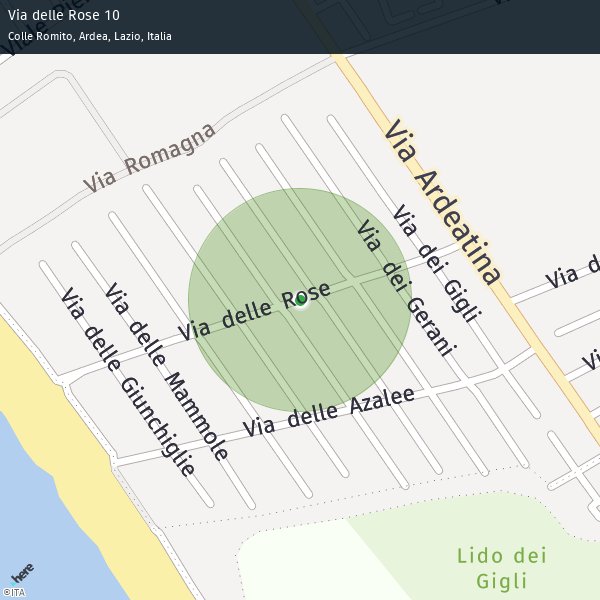 Via delle Rose 10
Colle Romito, Ardea, Lazio, Italia
Via Romagna
Via Ardeatina
Via dei Gigli
Via dei Gerani
Via delle Rose
Via delle Mammole
Via delle Giunchiglie
Via delle Azalee
Lido dei
Gigli
here
©ITA